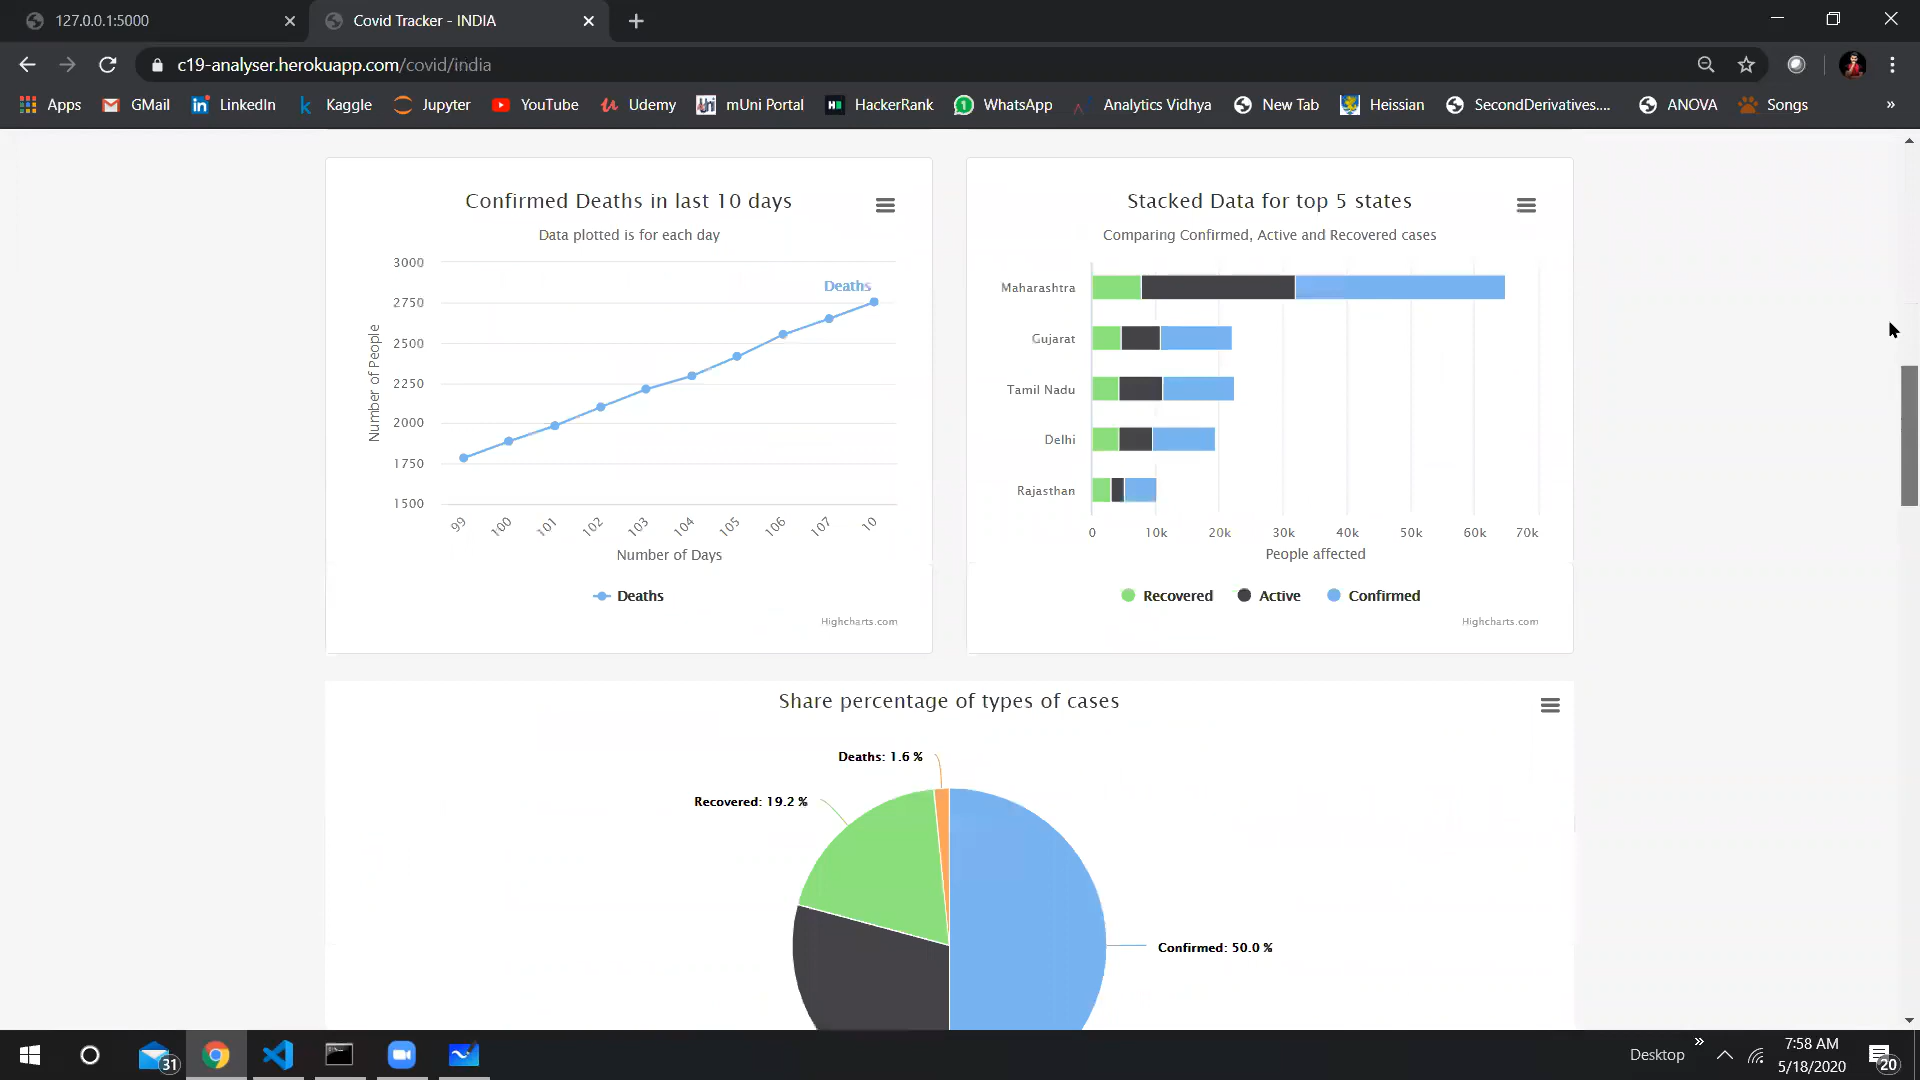 127.0.0.1:5000
Covid Tracker - INDIA
c19-analyser.herokuapp.com/covid/india
Apps GMail LinkedIn Kaggle Jupyter YouTube Udemy mUni Portal HackerRank WhatsApp Analytics Vidhya New Tab Heissian SecondDerivatives.... ANOVA Songs »
Confirmed Deaths in last 10 days
Data plotted is for each day
3000
2750
2500
2250
2000
1750
1500
Number of People
Deaths
99 100 101 102 103 104 105 106 107 10
Number of Days
Deaths
Highcharts.com
Stacked Data for top 5 states
Comparing Confirmed, Active and Recovered cases
Maharashtra
Gujarat
Tamil Nadu
Delhi
Rajasthan
0 10k 20k 30k 40k 50k 60k 70k
People affected
Recovered Active Confirmed
Highcharts.com
Share percentage of types of cases
Deaths: 1.6 %
Recovered: 19.2 %
Confirmed: 50.0 %
31
Desktop »
7:58 AM
5/18/2020
20